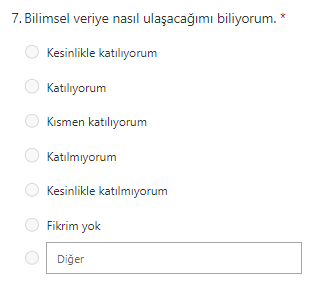 7. Bilimsel veriye nasıl ulaşacağımı biliyorum. *
Kesinlikle katılıyorum
Katılıyorum
Kısmen katılıyorum
Katılmıyorum
Kesinlikle katılmıyorum
Fikrim yok
Diğer